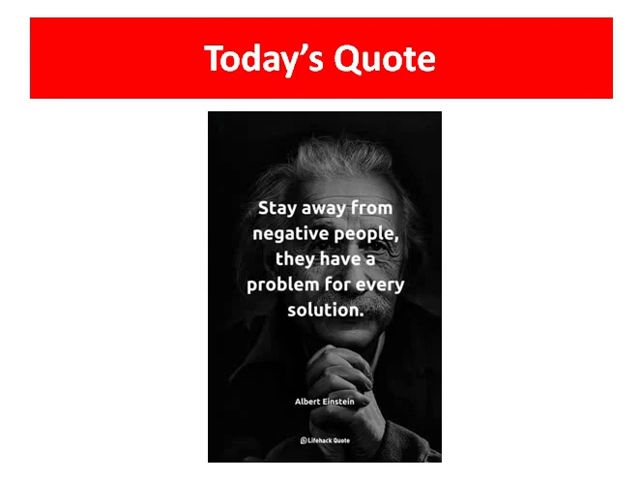 Today’s Quote
Stay away from
negative people,
they have a
problem for every
solution.
Albert Einstein
Lifehack Quote